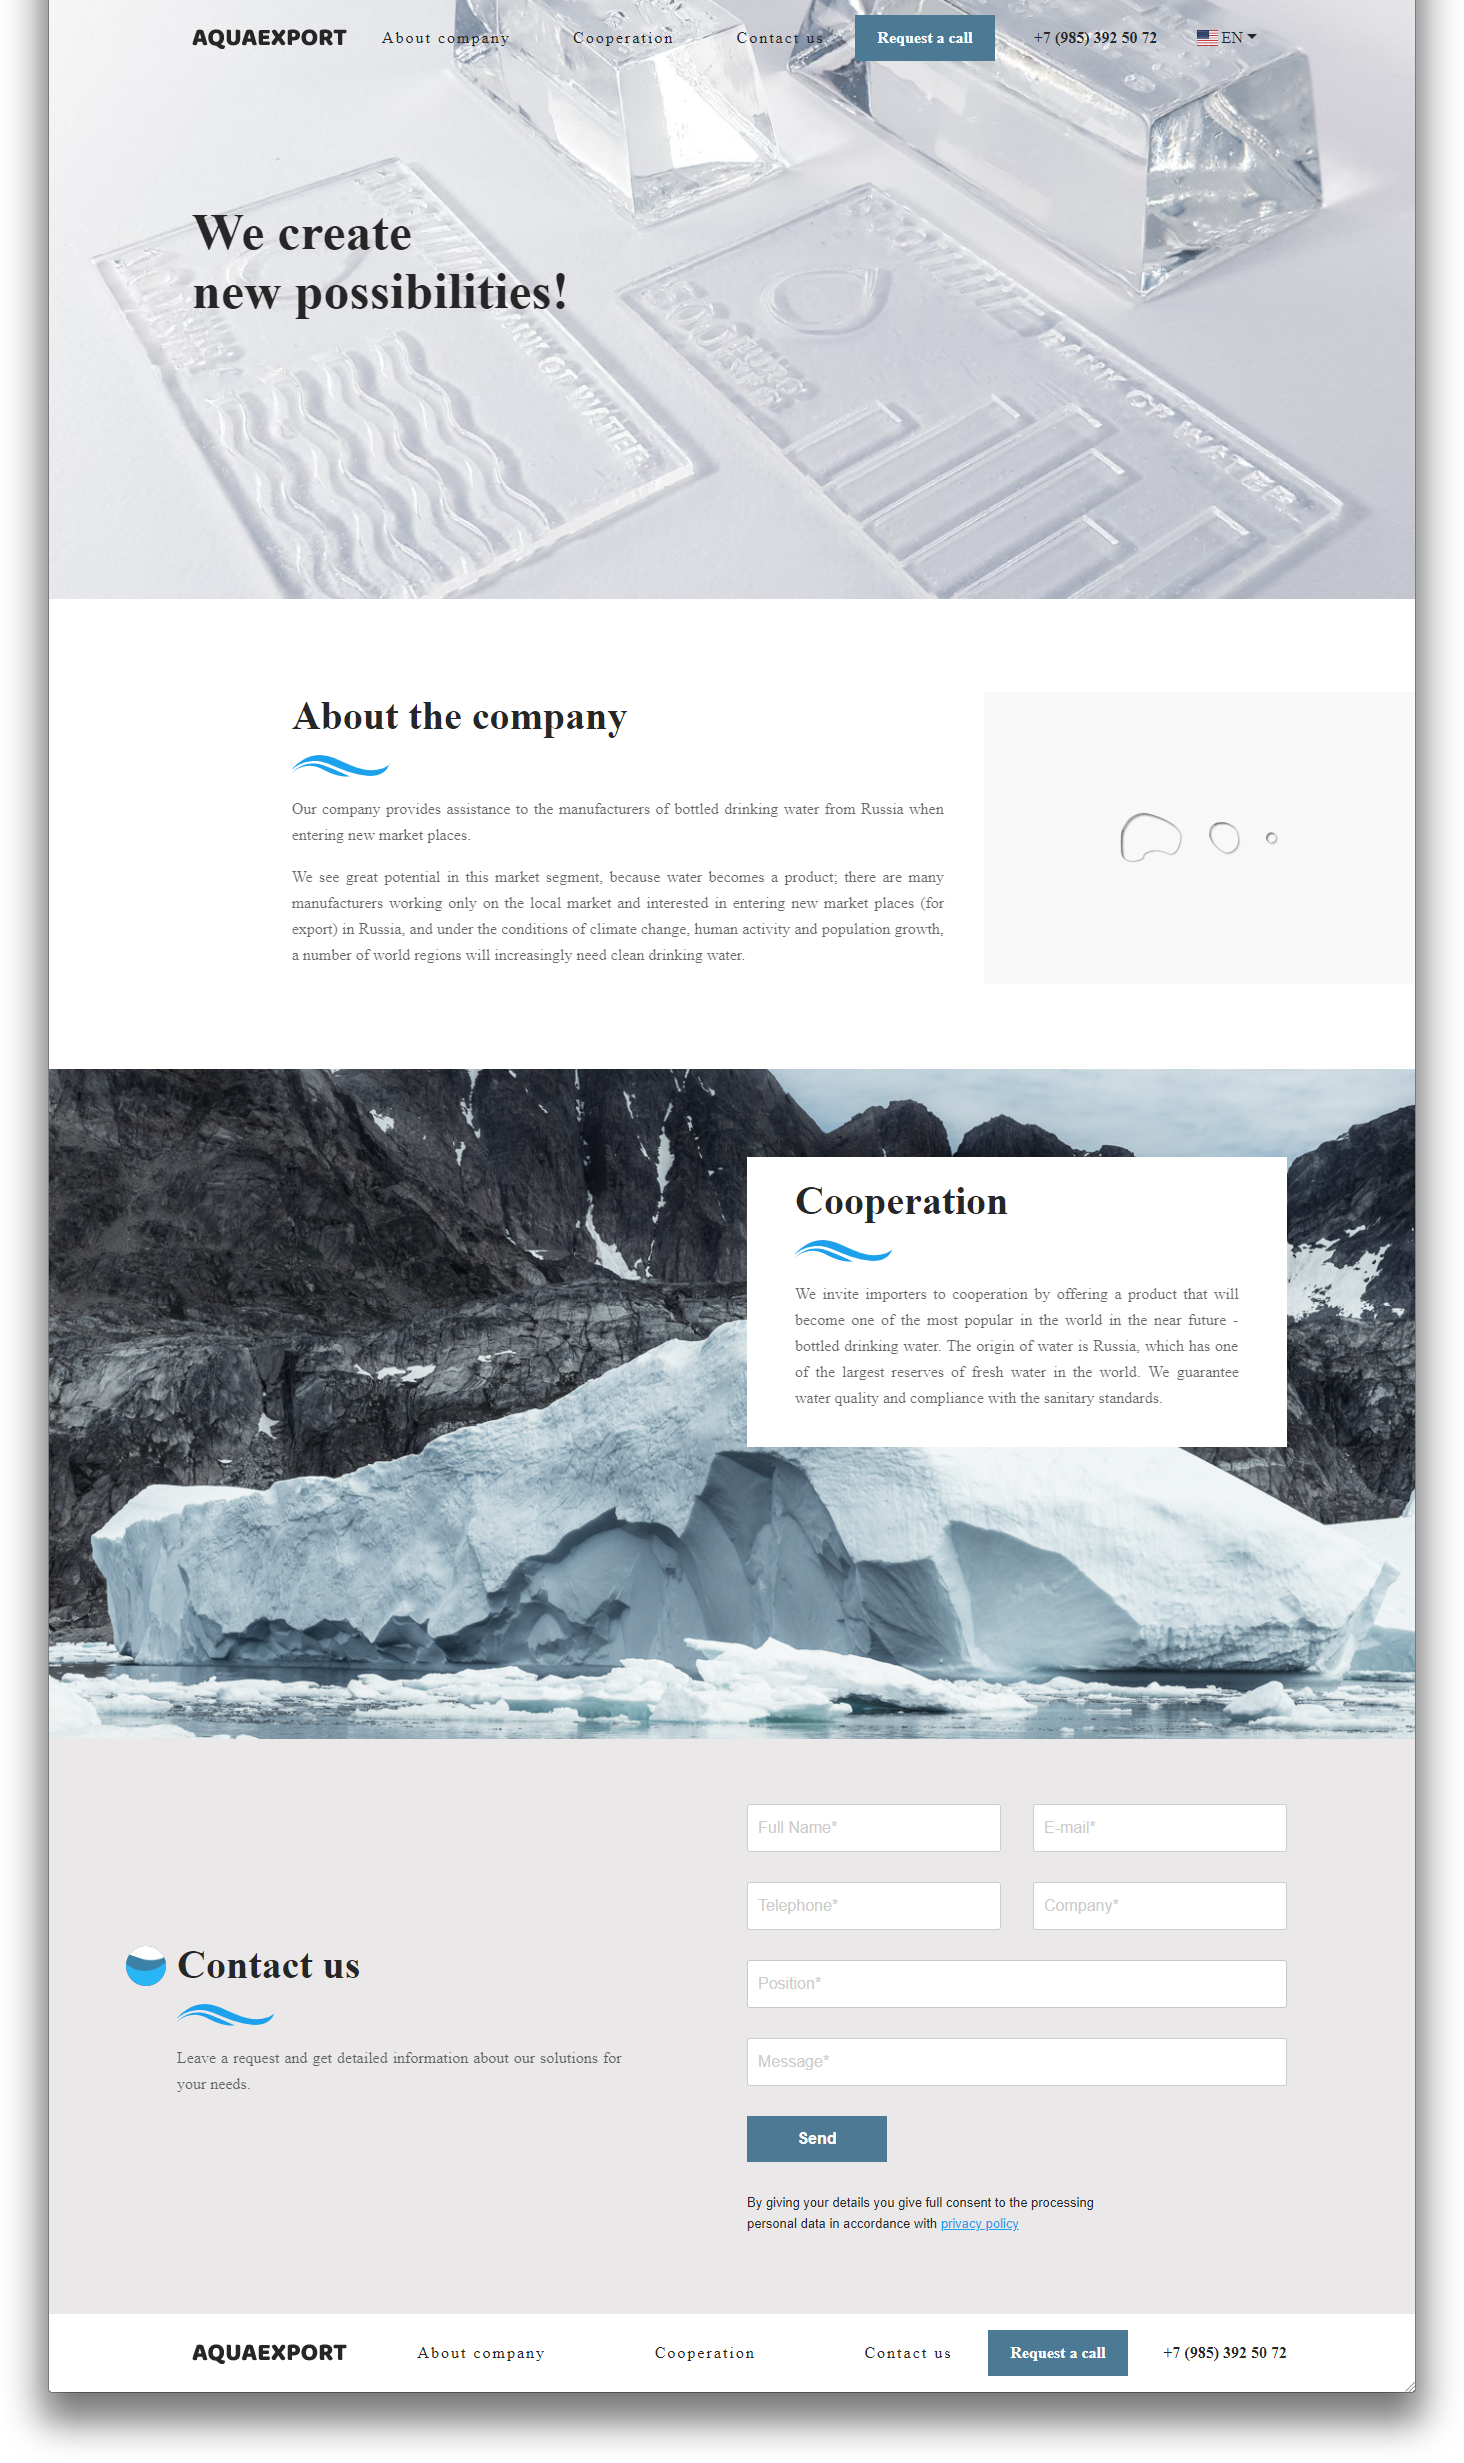 AQUAEXPORT About company Cooperation Contact us Request a call +7 (985) 392 50 72 EN
We create
new possibilities!
BANK OF WATER
BANK OF WATER
About the company
Our company provides assistance to the manufacturers of bottled drinking water from Russia when
entering new market places.
We see great potential in this market segment, because water becomes a product; there are many
manufacturers working only on the local market and interested in entering new market places (for
export) in Russia, and under the conditions of climate change, human activity and population growth,
a number of world regions will increasingly need clean drinking water.
Cooperation
We invite importers to cooperation by offering a product that will
become one of the most popular in the world in the near future -
bottled drinking water. The origin of water is Russia, which has one
of the largest reserves of fresh water in the world. We guarantee
water quality and compliance with the sanitary standards.
Full Name* E-mail*
Telephone* Company*
Position*
Message*
Contact us
Leave a request and get detailed information about our solutions for
your needs.
Send
By giving your details you give full consent to the processing
personal data in accordance with privacy policy
AQUAEXPORT About company Cooperation Contact us Request a call +7 (985) 392 50 72